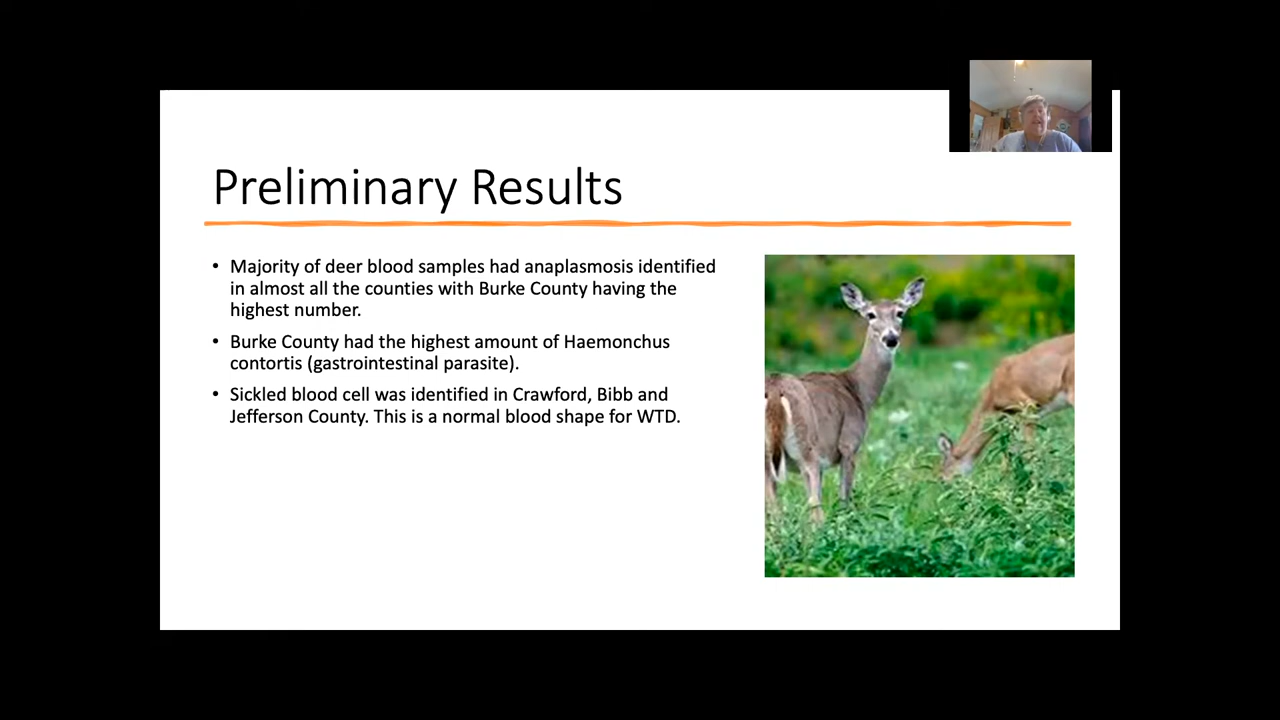 Preliminary Results
• Majority of deer blood samples had anaplasmosis identified
in almost all the counties with Burke County having the
highest number.
• Burke County had the highest amount of Haemonchus
contortis (gastrointestinal parasite).
• Sickled blood cell was identified in Crawford, Bibb and
Jefferson County. This is a normal blood shape for WTD.